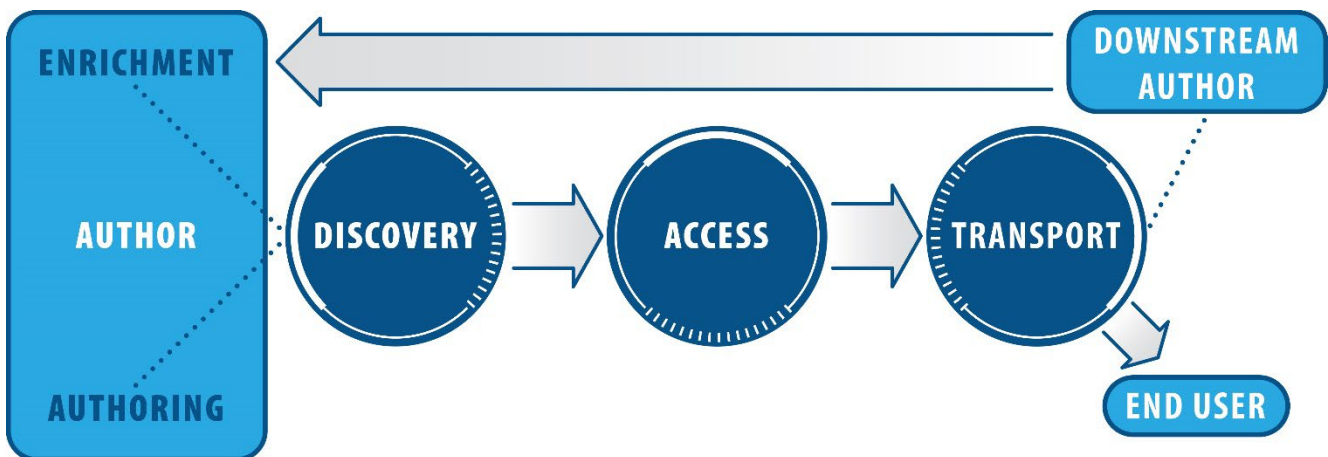 ENRICHMENT
AUTHOR
AUTHORING
DISCOVERY
ACCESS
TRANSPORT
DOWNSTREAM
AUTHOR
END USER